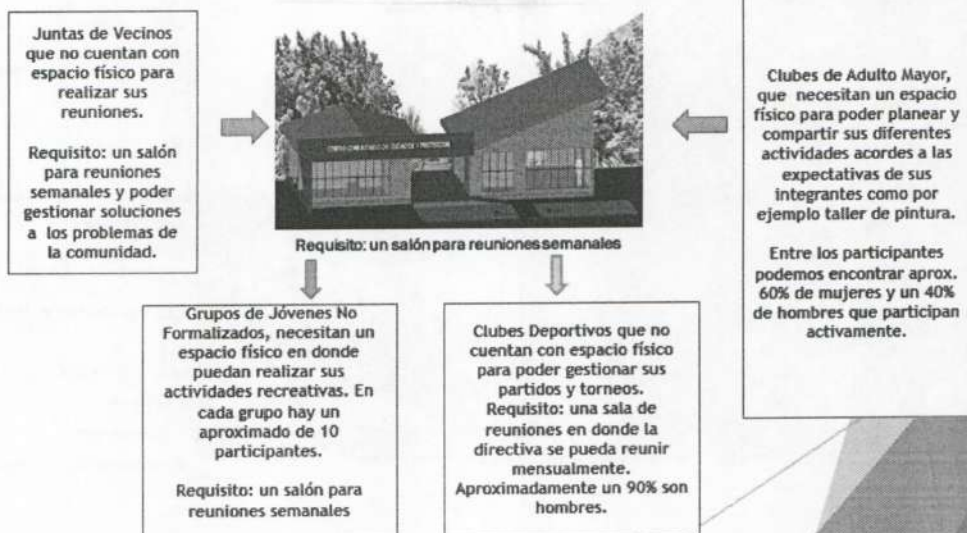 Juntas de Vecinos
que no cuentan con
espacio físico para
realizar sus
reuniones.
Requisito: un salón
para reuniones
semanales y poder
gestionar soluciones
a los problemas de
la comunidad.
Requisito: un salón para reuniones semanales
Clubes de Adulto Mayor,
que necesitan un espacio
físico para poder planear y
compartir sus diferentes
actividades acordes a las
expectativas de sus
integrantes como por
ejemplo taller de pintura.
Entre los participantes
podemos encontrar aprox.
60% de mujeres y un 40%
de hombres que participan
activamente.
Grupos de Jóvenes No
Formalizados, necesitan un
espacio físico en donde
puedan realizar sus
actividades recreativas. En
cada grupo hay un
aproximado de 10
participantes.
Requisito: un salón para
reuniones semanales
Clubes Deportivos que no
cuentan con espacio físico
para poder gestionar sus
partidos y torneos.
Requisito: una sala de
reuniones en donde la
directiva se pueda reunir
mensualmente.
Aproximadamente un 90% son
hombres.